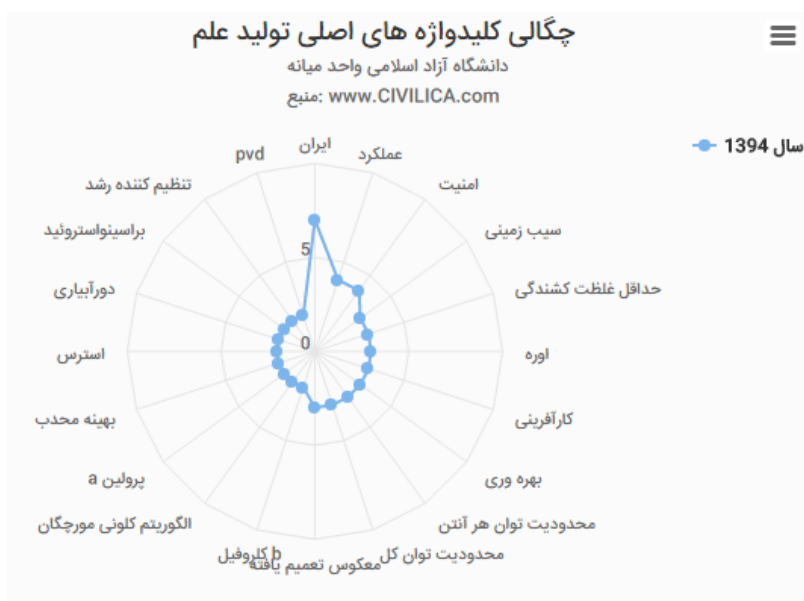 چگالی کلیدواژه های اصلی تولید علم
دانشگاه آزاد اسلامی واحد میانه
منبع: www.CIVILICA.com
سال 1394
ایران
عملکرد
امنیت
سیب زمینی
حداقل غلظت کشندگی
اوره
کارآفرینی
بهره وری
محدودیت توان هر آنتن
محدودیت توان کل
معکوس تعمیم یافته
کلروفیل b
الگوریتم کلونی مورچگان
پرولین a
بهینه محدب
استرس
دورآبیاری
براسینواستروئید
تنظیم کننده رشد
pvd
5
0